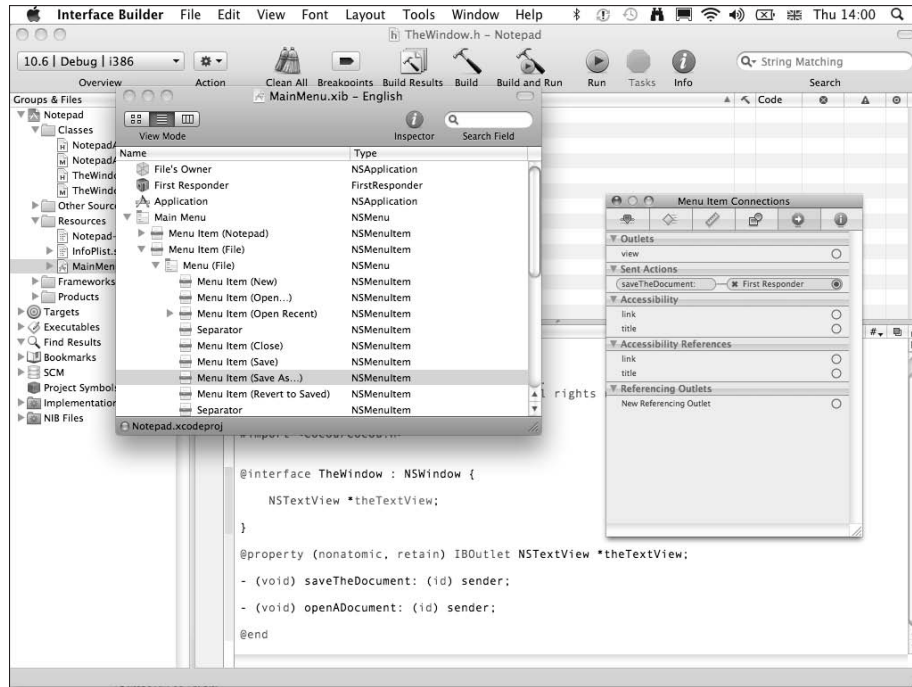 Interface Builder File Edit View Font Layout Tools Window Help Thu 14:00
TheWindow.h – Notepad
10.6 | Debug | i386
String Matching
Overview Action Clean All Breakpoints Build Results Build Build and Run Run Tasks Info Search
Groups & Files
Code
Notepad
Classes
NotepadA
NotepadA
TheWindo
TheWindo
Other Source
Resources
Notepad-
InfoPlist.s
MainMen
Frameworks
Products
Targets
Executables
Find Results
Bookmarks
SCM
Project Symbols
Implementation
NIB Files
MainMenu.xib – English
View Mode Inspector Search Field
Name Type
File's Owner NSApplication
First Responder FirstResponder
Application NSApplication
Main Menu NSMenu
Menu Item (Notepad) NSMenuItem
Menu Item (File) NSMenuItem
Menu (File) NSMenu
Menu Item (New) NSMenuItem
Menu Item (Open...) NSMenuItem
Menu Item (Open Recent) NSMenuItem
Separator NSMenuItem
Menu Item (Close) NSMenuItem
Menu Item (Save) NSMenuItem
Menu Item (Save As...) NSMenuItem
Menu Item (Revert to Saved) NSMenuItem
Separator NSMenuItem
Notepad.xcodeproj
Menu Item Connections
Outlets
view
Sent Actions
saveTheDocument: First Responder
Accessibility
link
title
Accessibility References
link
title
Referencing Outlets
New Referencing Outlet
#
l rights
@interface TheWindow : NSWindow {
NSTextView *theTextView;
}
@property (nonatomic, retain) IBOutlet NSTextView *theTextView;
- (void) saveTheDocument: (id) sender;
- (void) openADocument: (id) sender;
@end